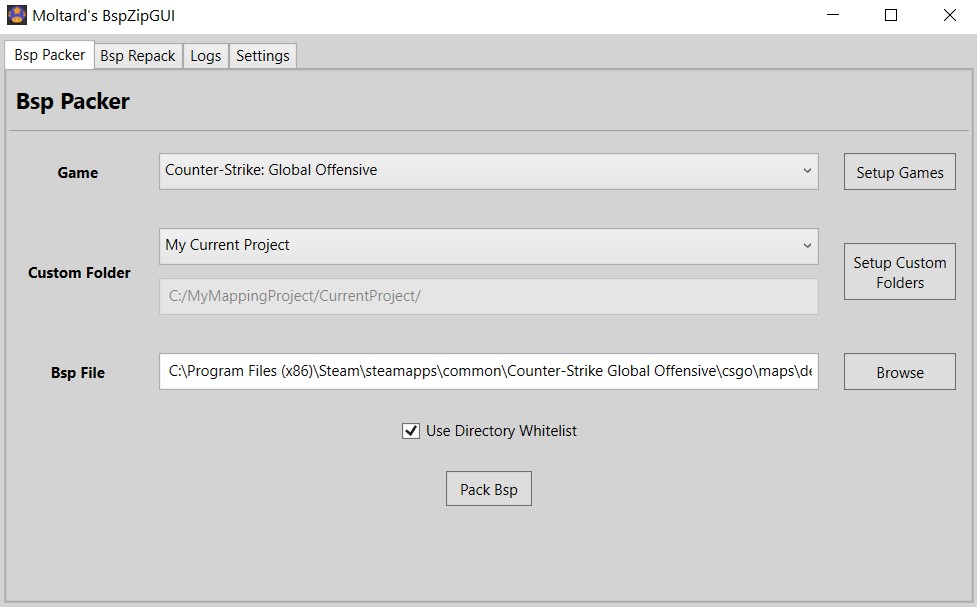 Moltard's BspZipGUI
Bsp Packer Bsp Repack Logs Settings
Bsp Packer
Game Counter-Strike: Global Offensive Setup Games
My Current Project
Custom Folder Setup Custom Folders
C:/MyMappingProject/CurrentProject/
Bsp File C:\Program Files (x86)\Steam\steamapps\common\Counter-Strike Global Offensive\csgo\maps\de Browse
Use Directory Whitelist
Pack Bsp